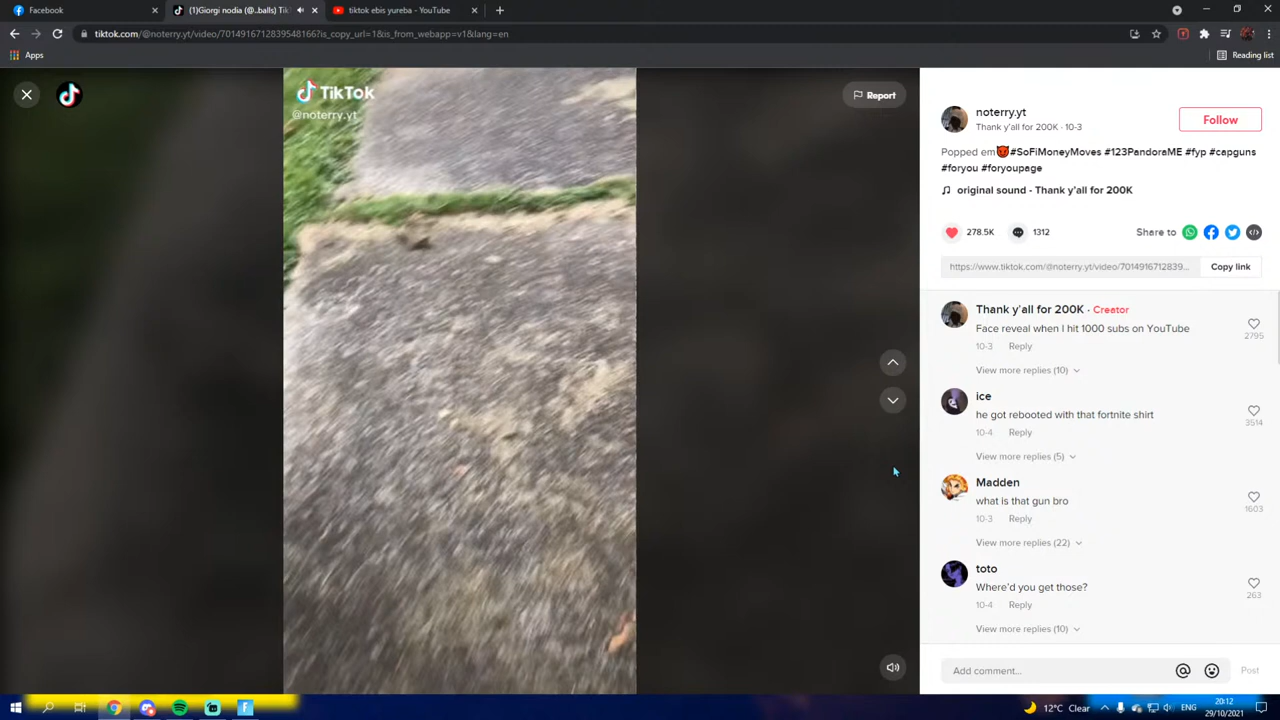 Facebook
(1)Giorgi nodia (@..balls) Tik
tiktok ebis yureba - YouTube
tiktok.com/@noterry.yt/video/7014916712839548166?is_copy_url=1&is_from_webapp=v1&lang=en
Apps
Reading list
TikTok
@noterry.yt
Report
noterry.yt
Thank y'all for 200K · 10-3
Follow
Popped em👿#SoFiMoneyMoves #123PandoraME #fyp #capguns
#foryou #foryoupage
original sound - Thank y'all for 200K
278.5K
1312
Share to
https://www.tiktok.com/@noterry.yt/video/7014916712839...
Copy link
Thank y'all for 200K · Creator
Face reveal when I hit 1000 subs on YouTube
2795
10-3 Reply
View more replies (10)
ice
he got rebooted with that fortnite shirt
3514
10-4 Reply
View more replies (5)
Madden
what is that gun bro
1603
10-3 Reply
View more replies (22)
toto
Where'd you get those?
263
10-4 Reply
View more replies (10)
Add comment...
Post
12°C Clear
ENG
20:12
29/10/2021